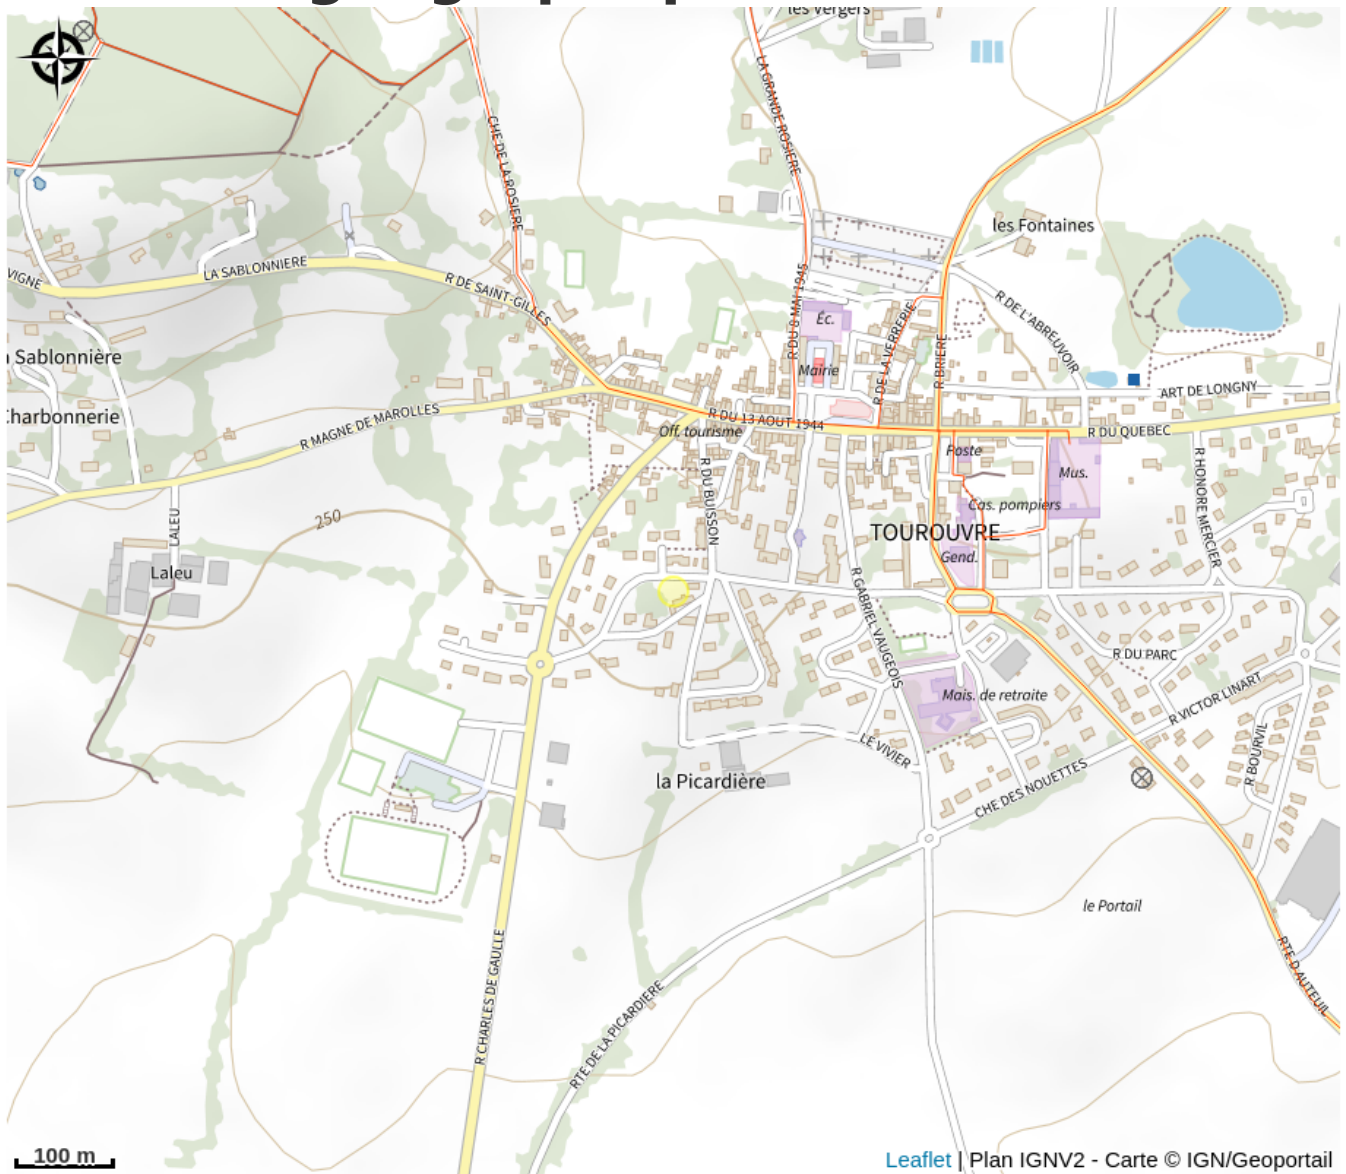 les Vergers
LA GRANDE ROSIERE
CHE DE LA ROSIERE
les Fontaines
VIGNE
LA SABLONNIERE
R DE SAINT-GILLES
R DU 8 MAI 1945
Éc.
R DE LA VERRERIE
R BRIERE
R DE L'ABREUVOIR
Sablonnière
Mairie
ART DE LONGNY
harbonnerie
R MAGNE DE MAROLLES
R DU 13 AOUT 1944
Off. tourisme
R DU QUEBEC
Poste
Mus.
R DU BUISSON
R HONORE MERCIER
Cas. pompiers
250
LALEU
TOUROUVRE
Gend.
Laleu
R GABRIEL VAUGEOIS
R DU PARC
Mais. de retraite
R VICTOR LINART
LE VIVIER
R BOURVIL
la Picardière
CHE DES NOUETTES
le Portail
R CHARLES DE GAULLE
RTE D AUTEUIL
RTE DE LA PICARDIERE
100 m
Leaflet | Plan IGNV2 - Carte © IGN/Geoportail